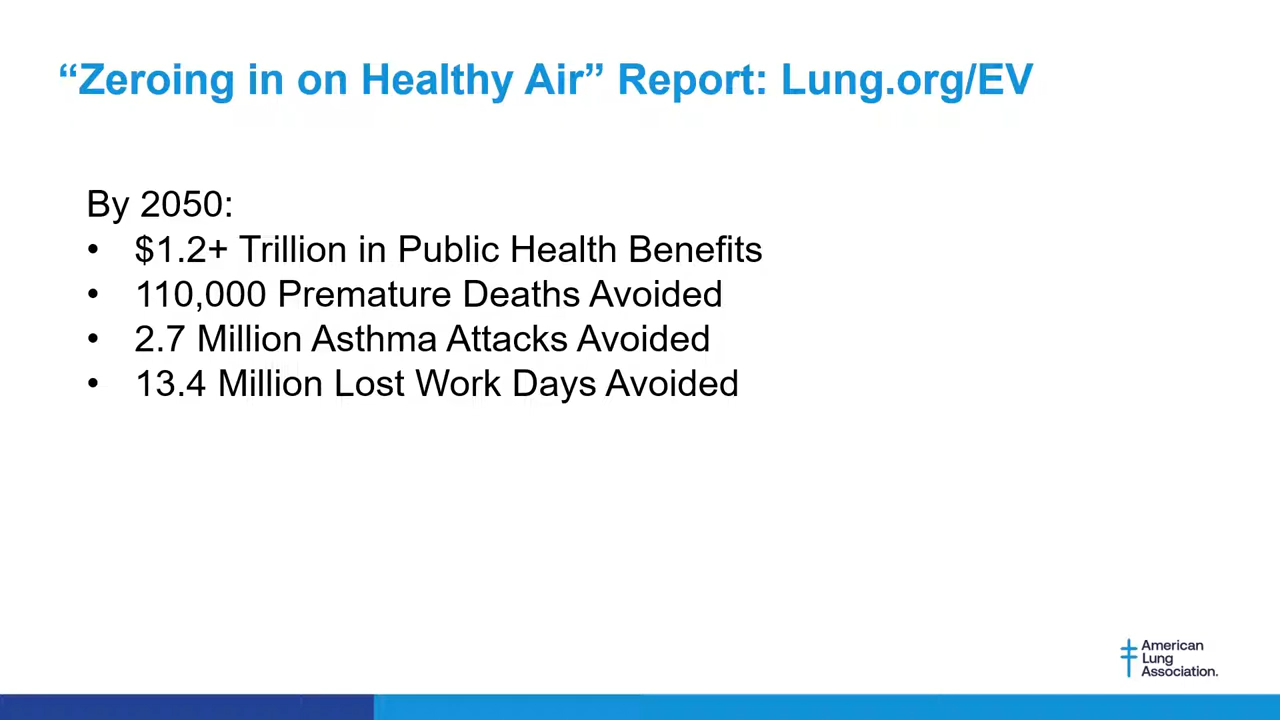 “Zeroing in on Healthy Air” Report: Lung.org/EV
By 2050:
• $1.2+ Trillion in Public Health Benefits
• 110,000 Premature Deaths Avoided
• 2.7 Million Asthma Attacks Avoided
• 13.4 Million Lost Work Days Avoided
American
Lung
Association.